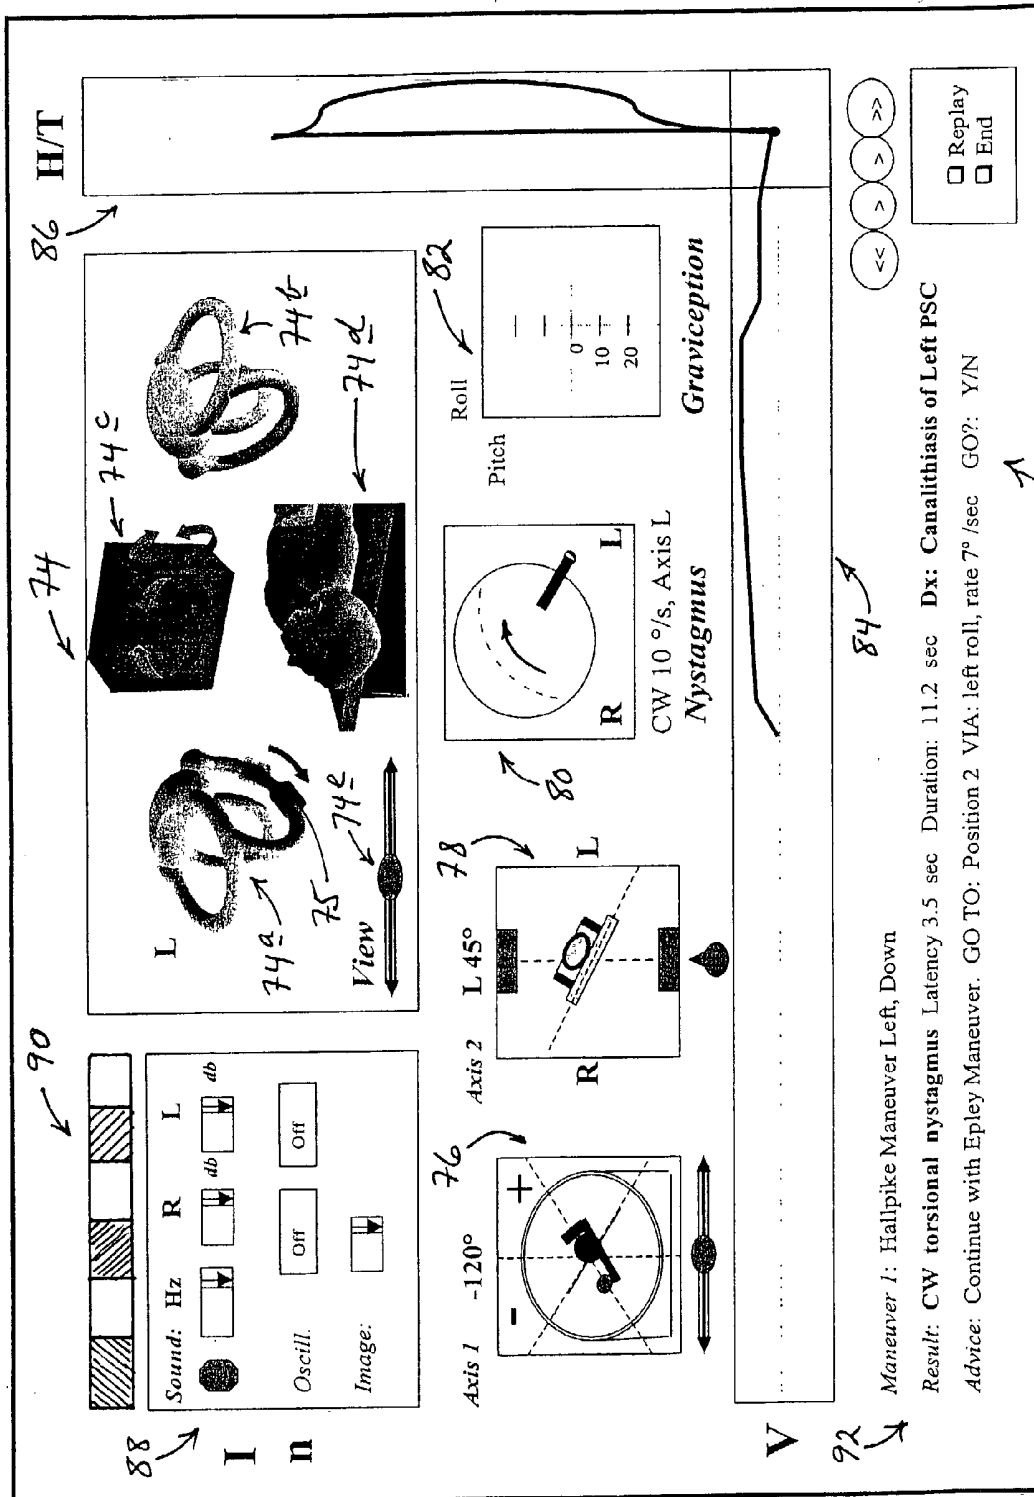 90
74
86
H/T
88
I
n
Sound: Hz R L
db db
Oscill. Off Off
Image:
L
74a
75
View
74e
74c
74b
74d
Axis 1 -120°
76
- +
Axis 2 L 45°
78
R L
80
R L
CW 10 °/s, Axis L
Nystagmus
82
Roll
Pitch
0
10
20
Graviception
V
84
92
<< < > >>
Maneuver 1: Hallpike Maneuver Left, Down
Result: CW torsional nystagmus Latency 3.5 sec Duration: 11.2 sec Dx: Canalithiasis of Left PSC
Advice: Continue with Epley Maneuver. GO TO: Position 2 VIA: left roll, rate 7°/sec GO?: Y/N
Replay
End